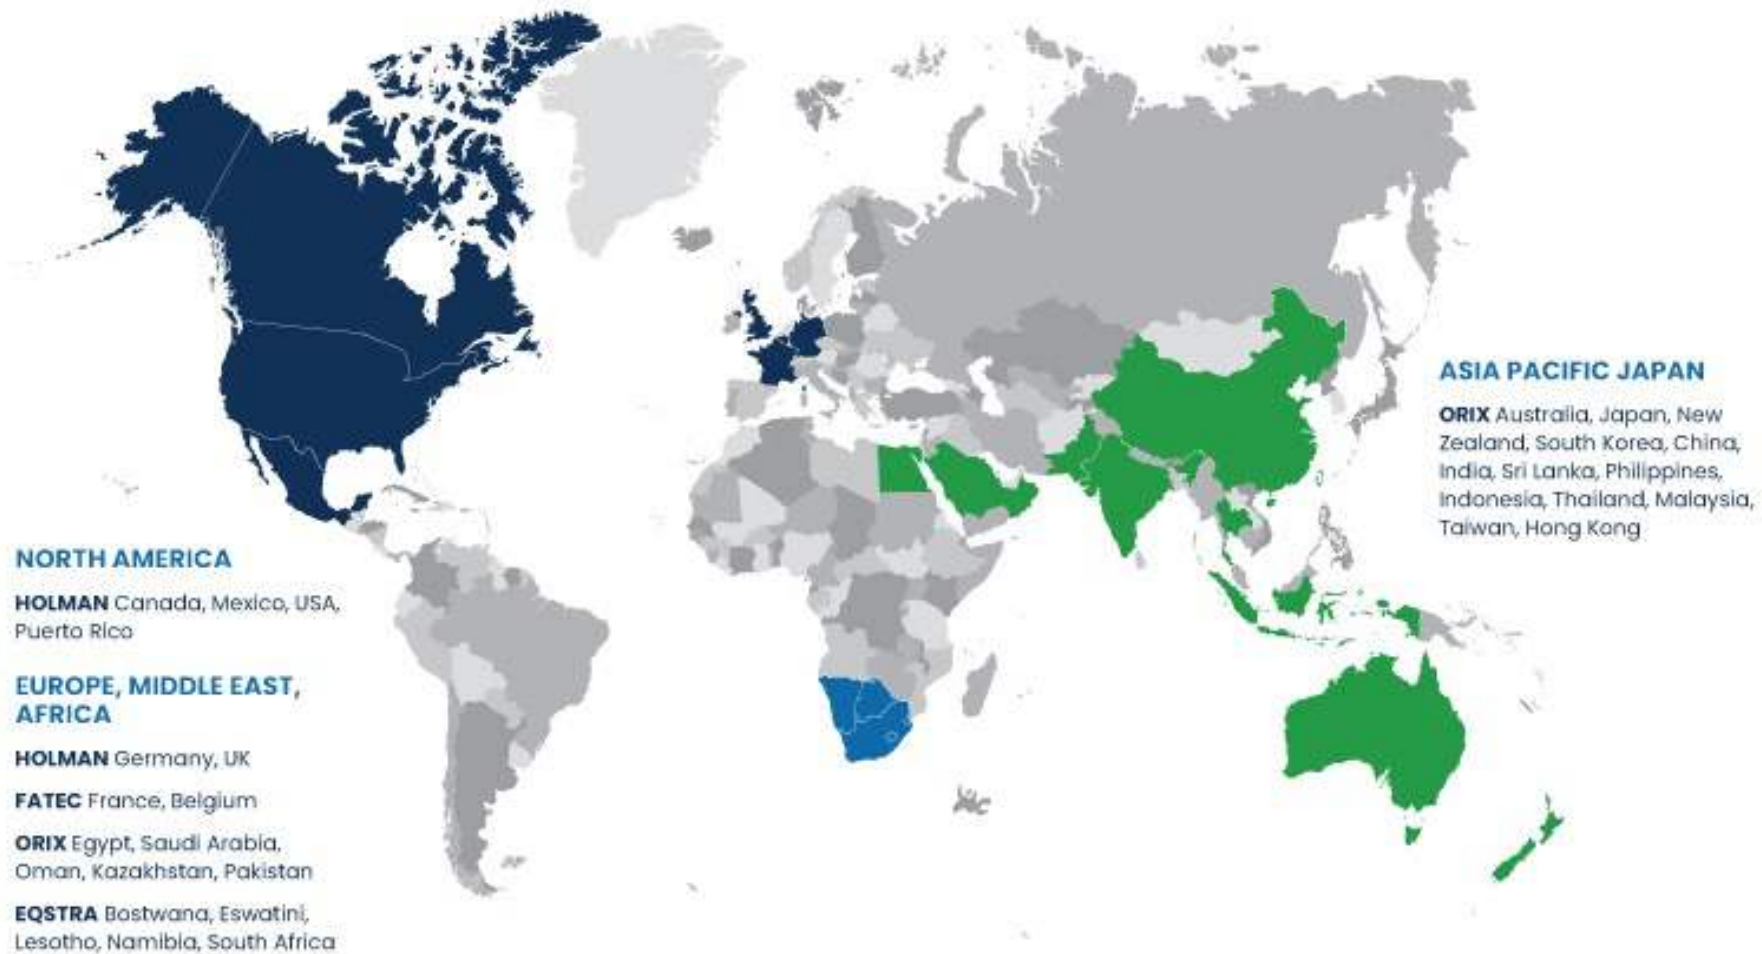 NORTH AMERICA
HOLMAN Canada, Mexico, USA,
Puerto Rico
EUROPE, MIDDLE EAST,
AFRICA
HOLMAN Germany, UK
FATEC France, Belgium
ORIX Egypt, Saudi Arabia,
Oman, Kazakhstan, Pakistan
EQSTRA Bostwana, Eswatini,
Lesotho, Namibia, South Africa
ASIA PACIFIC JAPAN
ORIX Australia, Japan, New
Zealand, South Korea, China,
India, Sri Lanka, Philippines,
Indonesia, Thailand, Malaysia,
Taiwan, Hong Kong